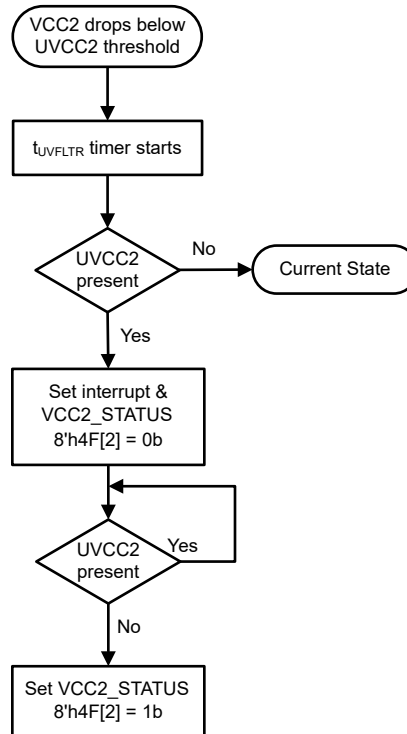 VCC2 drops below
UVCC2 threshold
tUVFLTR timer starts
UVCC2
present
No
Current State
Yes
Set interrupt &
VCC2_STATUS
8'h4F[2] = 0b
UVCC2
present
Yes
No
Set VCC2_STATUS
8'h4F[2] = 1b